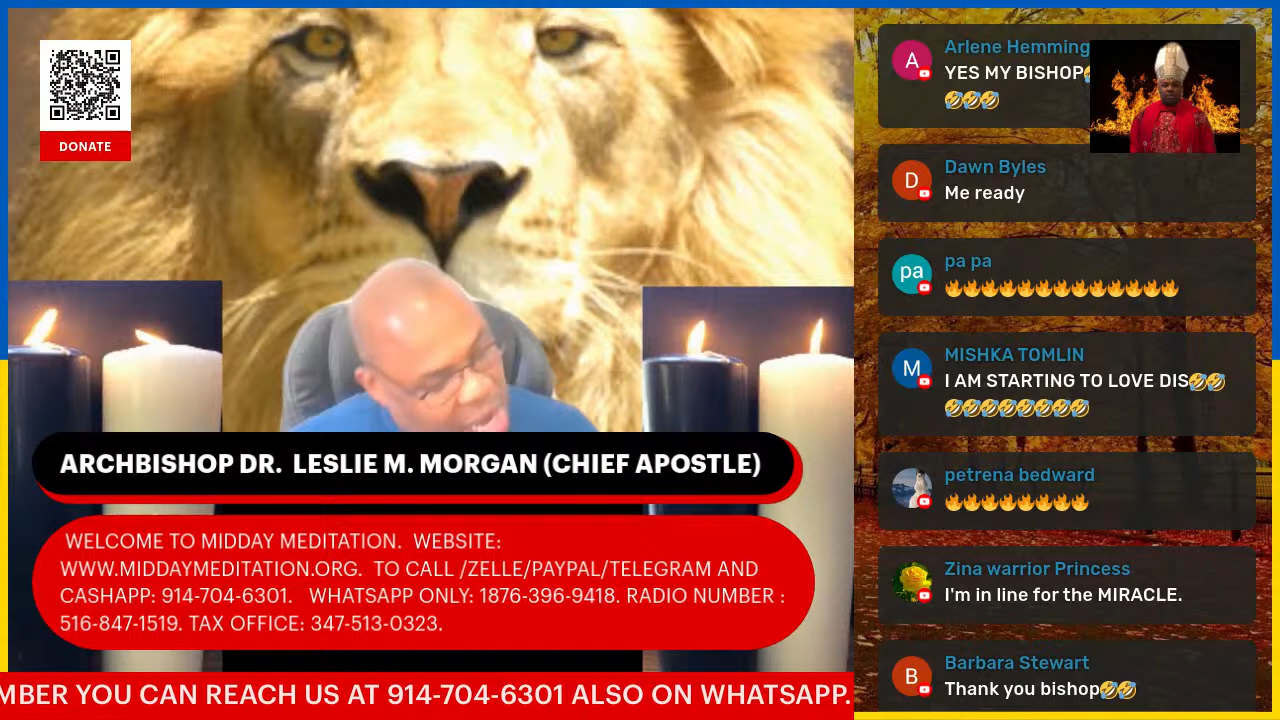 DONATE
ARCHBISHOP DR. LESLIE M. MORGAN (CHIEF APOSTLE)
WELCOME TO MIDDAY MEDITATION. WEBSITE:
WWW.MIDDAYMEDITATION.ORG. TO CALL /ZELLE/PAYPAL/TELEGRAM AND
CASHAPP: 914-704-6301. WHATSAPP ONLY: 1876-396-9418. RADIO NUMBER :
516-847-1519. TAX OFFICE: 347-513-0323.
MBER YOU CAN REACH US AT 914-704-6301 ALSO ON WHATSAPP.
A
Arlene Hemming
YES MY BISHOP🤣
🤣🤣🤣
D
Dawn Byles
Me ready
pa
pa pa
🔥🔥🔥🔥🔥🔥🔥🔥🔥🔥🔥🔥🔥
M
MISHKA TOMLIN
I AM STARTING TO LOVE DIS🤣🤣
🤣🤣🤣🤣🤣🤣🤣🤣
petrena bedward
🔥🔥🔥🔥🔥🔥🔥🔥
Zina warrior Princess
I'm in line for the MIRACLE.
B
Barbara Stewart
Thank you bishop🤣🤣